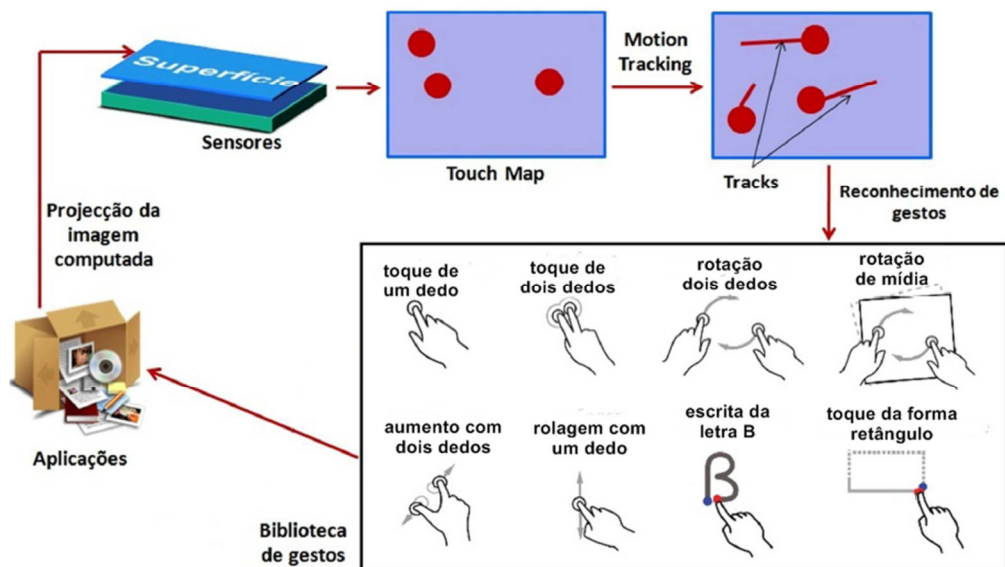 Superfície
Sensores
Touch Map
Motion
Tracking
Tracks
Reconhecimento de
gestos
Projecção da
imagem
computada
toque de
um dedo
toque de
dois dedos
rotação
dois dedos
rotação
de mídia
aumento com
dois dedos
rolagem com
um dedo
escrita da
letra B
toque da forma
retângulo
Aplicações
Biblioteca
de gestos